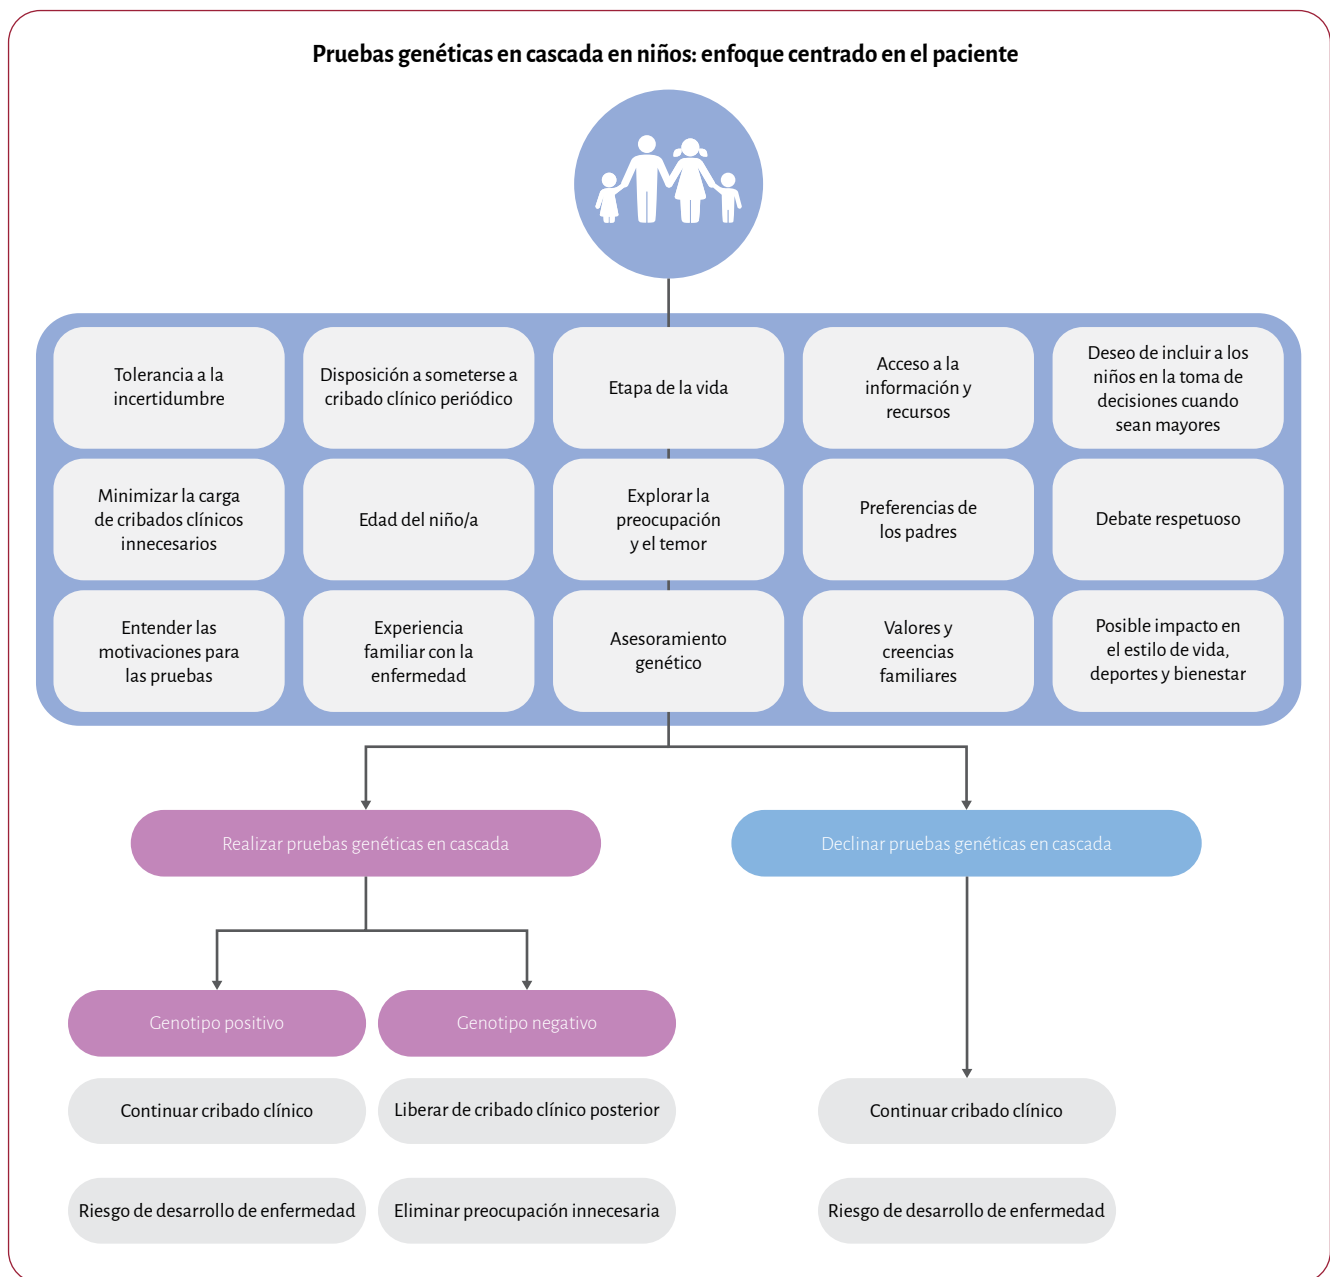 Pruebas genéticas en cascada en niños: enfoque centrado en el paciente
Tolerancia a la
incertidumbre
Disposición a someterse a
cribado clínico periódico
Etapa de la vida
Acceso a la
información y
recursos
Deseo de incluir a los
niños en la toma de
decisiones cuando
sean mayores
Minimizar la carga
de cribados clínicos
innecesarios
Edad del niño/a
Explorar la
preocupación
y el temor
Preferencias de
los padres
Debate respetuoso
Entender las
motivaciones para
las pruebas
Experiencia
familiar con la
enfermedad
Asesoramiento
genético
Valores y
creencias
familiares
Posible impacto en
el estilo de vida,
deportes y bienestar
Realizar pruebas genéticas en cascada
Declinar pruebas genéticas en cascada
Genotipo positivo
Genotipo negativo
Continuar cribado clínico
Liberar de cribado clínico posterior
Continuar cribado clínico
Riesgo de desarrollo de enfermedad
Eliminar preocupación innecesaria
Riesgo de desarrollo de enfermedad